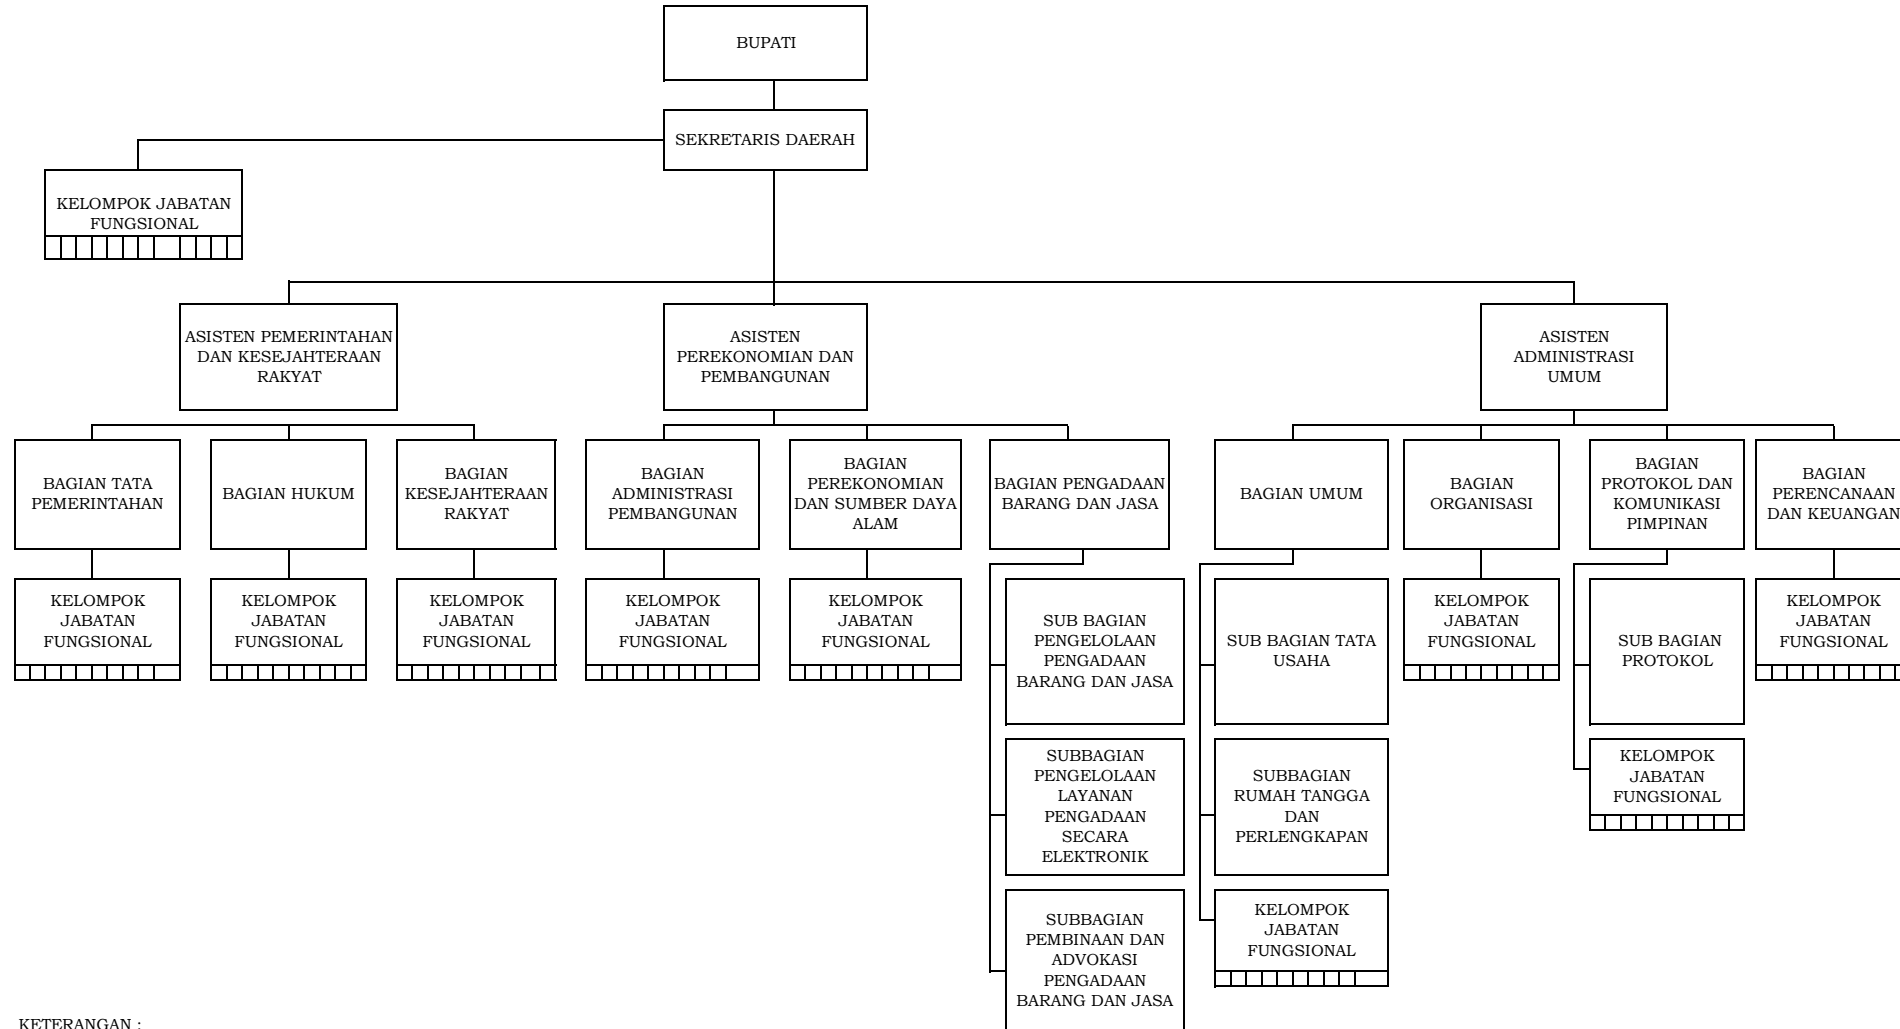 BUPATI
SEKRETARIS DAERAH
KELOMPOK JABATAN
FUNGSIONAL
ASISTEN PEMERINTAHAN
DAN KESEJAHTERAAN
RAKYAT
ASISTEN
PEREKONOMIAN DAN
PEMBANGUNAN
ASISTEN
ADMINISTRASI
UMUM
BAGIAN TATA
PEMERINTAHAN
BAGIAN HUKUM
BAGIAN
KESEJAHTERAAN
RAKYAT
BAGIAN
ADMINISTRASI
PEMBANGUNAN
BAGIAN
PEREKONOMIAN
DAN SUMBER DAYA
ALAM
BAGIAN PENGADAAN
BARANG DAN JASA
BAGIAN UMUM
BAGIAN
ORGANISASI
BAGIAN
PROTOKOL DAN
KOMUNIKASI
PIMPINAN
BAGIAN
PERENCANAAN
DAN KEUANGAN
KELOMPOK
JABATAN
FUNGSIONAL
KELOMPOK
JABATAN
FUNGSIONAL
KELOMPOK
JABATAN
FUNGSIONAL
KELOMPOK
JABATAN
FUNGSIONAL
KELOMPOK
JABATAN
FUNGSIONAL
SUB BAGIAN
PENGELOLAAN
PENGADAAN
BARANG DAN JASA
SUB BAGIAN TATA
USAHA
KELOMPOK
JABATAN
FUNGSIONAL
SUB BAGIAN
PROTOKOL
KELOMPOK
JABATAN
FUNGSIONAL
SUBBAGIAN
PENGELOLAAN
LAYANAN
PENGADAAN
SECARA
ELEKTRONIK
SUBBAGIAN
RUMAH TANGGA
DAN
PERLENGKAPAN
KELOMPOK
JABATAN
FUNGSIONAL
SUBBAGIAN
PEMBINAAN DAN
ADVOKASI
PENGADAAN
BARANG DAN JASA
KELOMPOK
JABATAN
FUNGSIONAL
KETERANGAN :